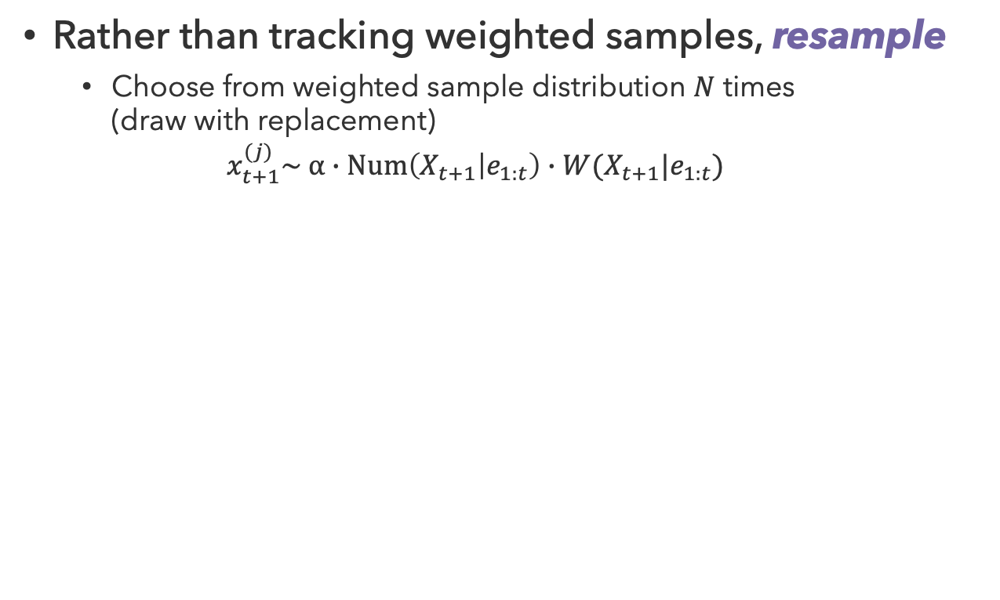 • Rather than tracking weighted samples, resample
• Choose from weighted sample distribution N times
(draw with replacement)
x_{t+1}^{(j)} ~ α · Num(X_{t+1}|e_{1:t}) · W(X_{t+1}|e_{1:t})